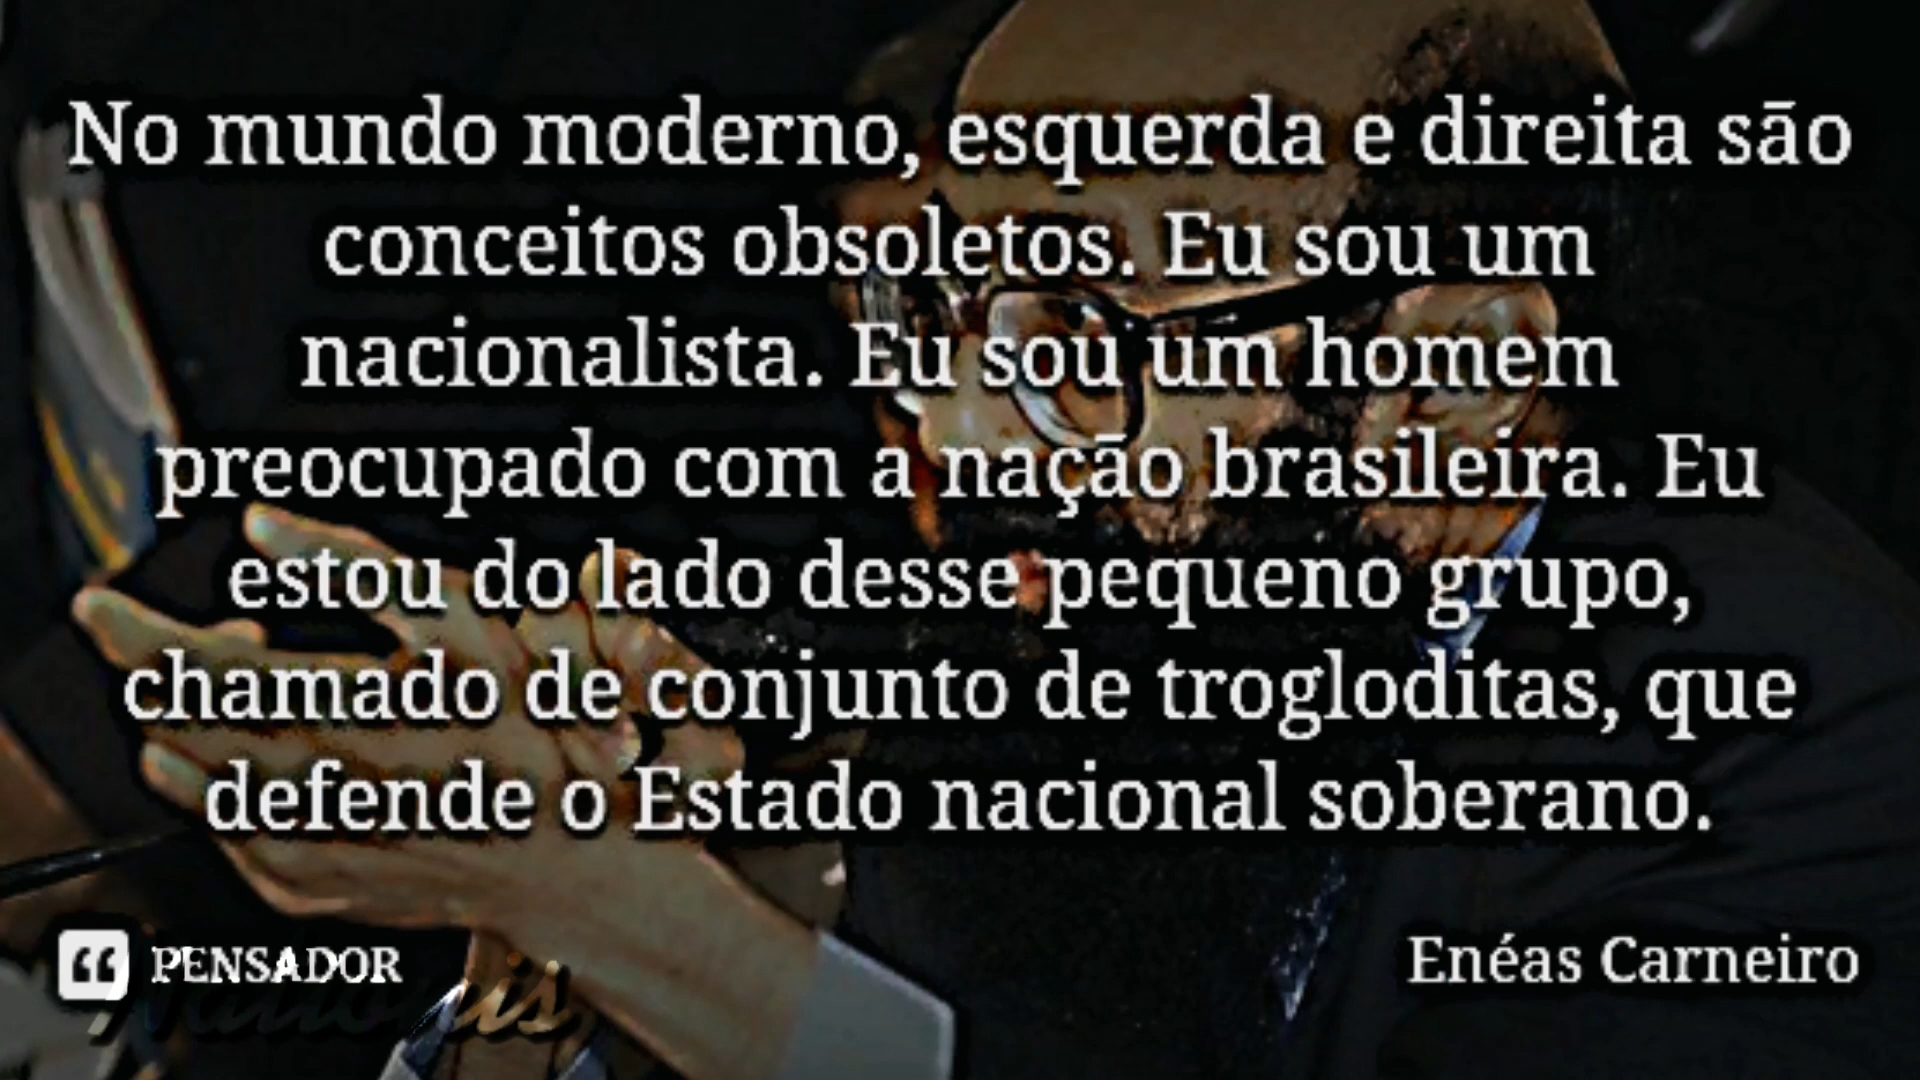 No mundo moderno, esquerda e direita são
conceitos obsoletos. Eu sou um
nacionalista. Eu sou um homem
preocupado com a nação brasileira. Eu
estou do lado desse pequeno grupo,
chamado de conjunto de trogloditas, que
defende o Estado nacional soberano.
PENSADOR
Enéas Carneiro